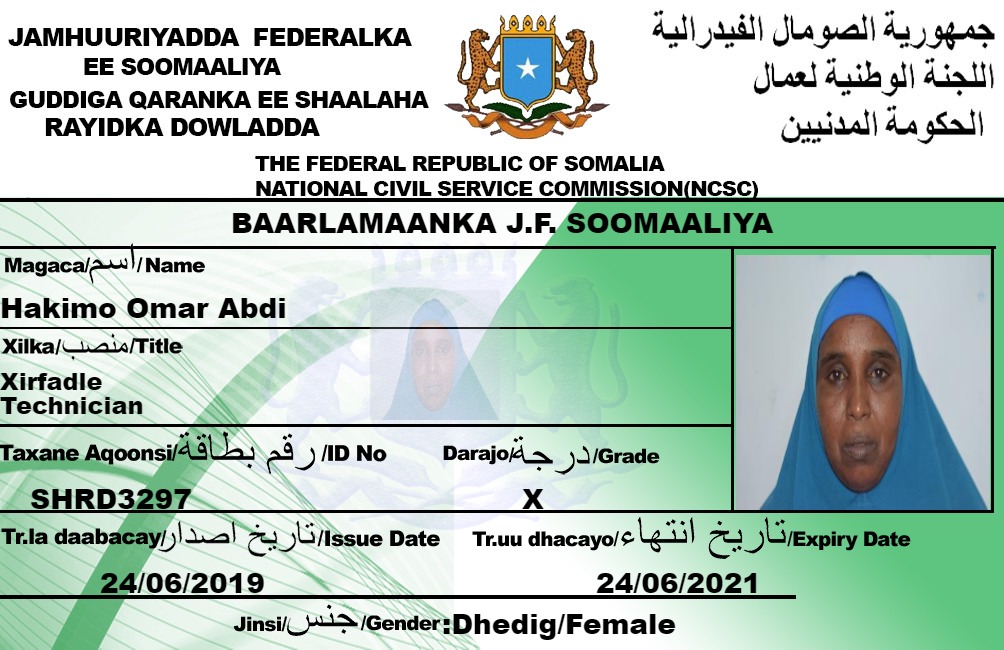 JAMHUURIYADDA FEDERALKA
EE SOOMAALIYA
GUDDIGA QARANKA EE SHAALAHA
RAYIDKA DOWLADDA
جمهورية الصومال الفيدرالية
اللجنة الوطنية لعمال
الحكومة المدنيين
THE FEDERAL REPUBLIC OF SOMALIA
NATIONAL CIVIL SERVICE COMMISSION(NCSC)
BAARLAMAANKA J.F. SOOMAALIYA
Magaca/اسم/Name
Hakimo Omar Abdi
Xilka/منصب/Title
Xirfadle
Technician
Taxane Aqoonsi/رقم بطاقة/ID No
Darajo/درجة/Grade
SHRD3297
X
Tr.la daabacay/تاريخ اصدار/Issue Date
Tr.uu dhacayo/تاريخ انتهاء/Expiry Date
24/06/2019
24/06/2021
Jinsi/جنس/Gender:Dhedig/Female